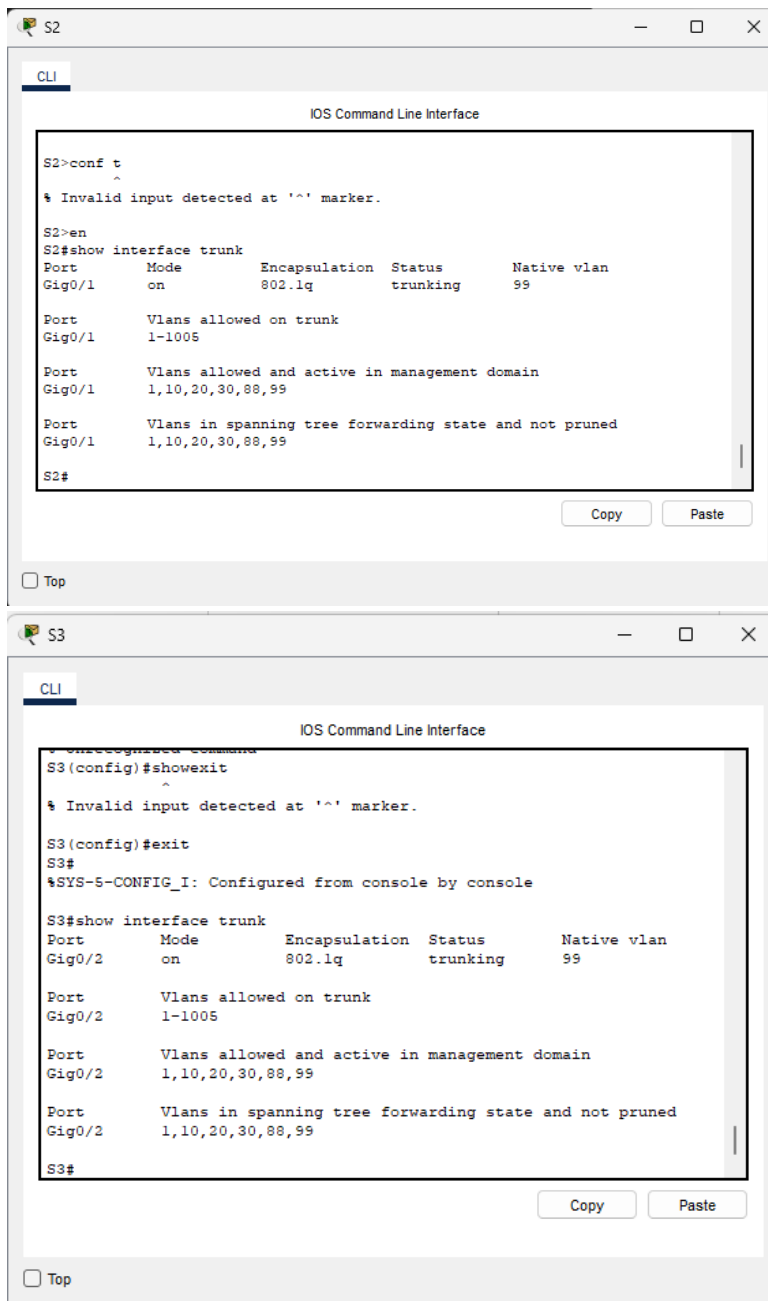 S2
CLI
IOS Command Line Interface
S2>conf t
^
% Invalid input detected at '^' marker.
S2>en
S2#show interface trunk
Port Mode Encapsulation Status Native vlan
Gig0/1 on 802.1q trunking 99
Port Vlans allowed on trunk
Gig0/1 1-1005
Port Vlans allowed and active in management domain
Gig0/1 1,10,20,30,88,99
Port Vlans in spanning tree forwarding state and not pruned
Gig0/1 1,10,20,30,88,99
S2#
Copy Paste
Top
S3
CLI
IOS Command Line Interface
S3(config)#showexit
^
% Invalid input detected at '^' marker.
S3(config)#exit
S3#
%SYS-5-CONFIG_I: Configured from console by console
S3#show interface trunk
Port Mode Encapsulation Status Native vlan
Gig0/2 on 802.1q trunking 99
Port Vlans allowed on trunk
Gig0/2 1-1005
Port Vlans allowed and active in management domain
Gig0/2 1,10,20,30,88,99
Port Vlans in spanning tree forwarding state and not pruned
Gig0/2 1,10,20,30,88,99
S3#
Copy Paste
Top